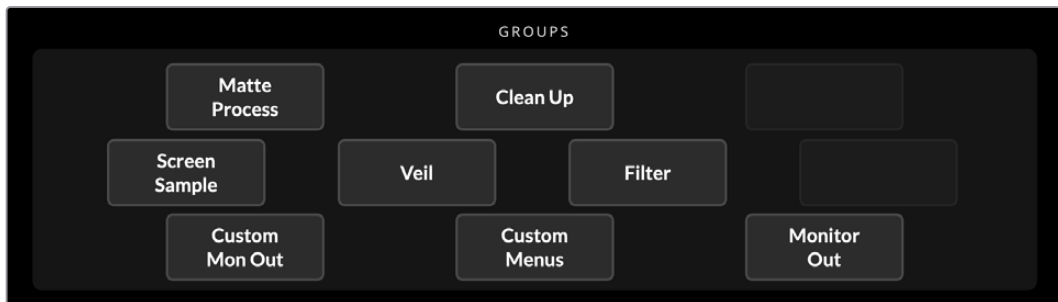 GROUPS
Matte
Process
Clean Up
Screen
Sample
Veil
Filter
Custom
Mon Out
Custom
Menus
Monitor
Out